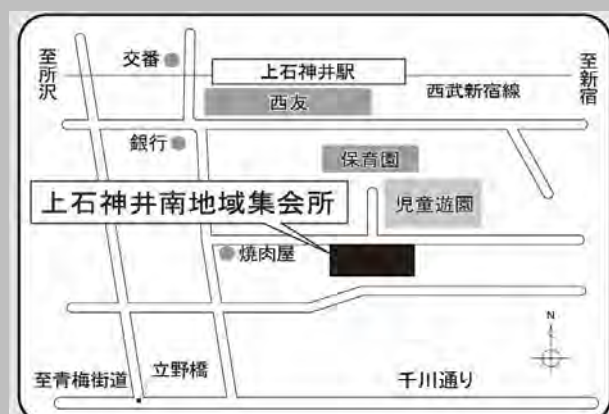 至所沢
交番
上石神井駅
至新宿
西武新宿線
西友
銀行
保育園
上石神井南地域集会所
児童遊園
焼肉屋
N
至青梅街道
立野橋
千川通り